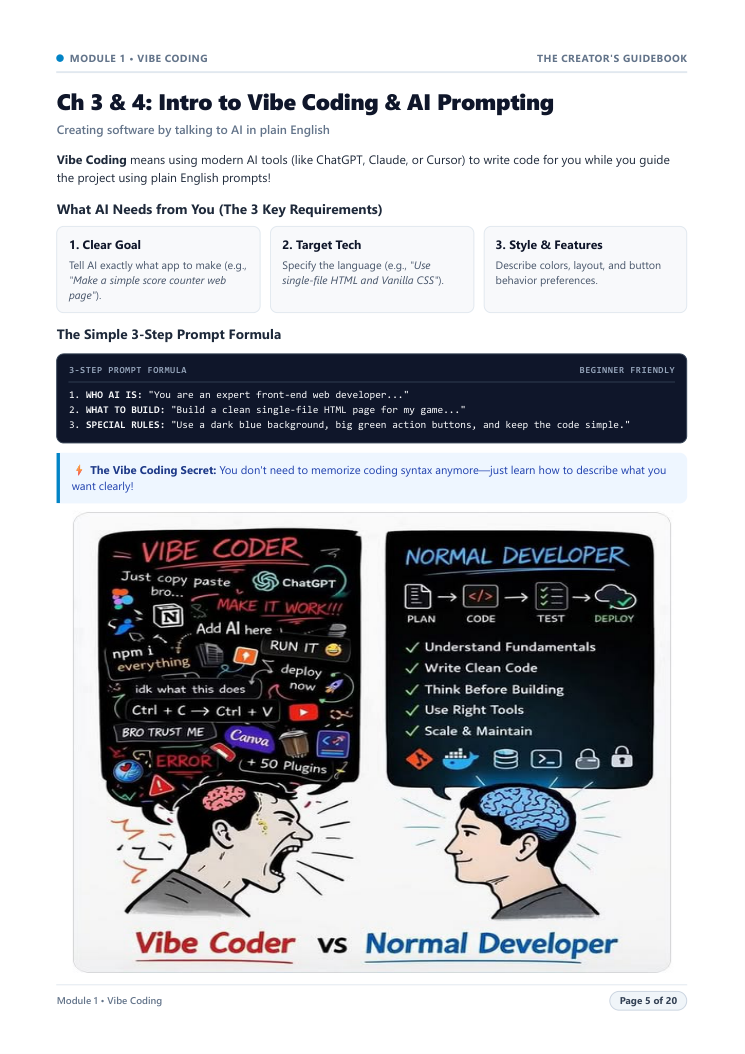 MODULE 1 • VIBE CODING
THE CREATOR'S GUIDEBOOK
Ch 3 & 4: Intro to Vibe Coding & AI Prompting
Creating software by talking to AI in plain English
Vibe Coding means using modern AI tools (like ChatGPT, Claude, or Cursor) to write code for you while you guide
the project using plain English prompts!
What AI Needs from You (The 3 Key Requirements)
1. Clear Goal
Tell AI exactly what app to make (e.g.,
"Make a simple score counter web
page").
2. Target Tech
Specify the language (e.g., "Use
single-file HTML and Vanilla CSS").
3. Style & Features
Describe colors, layout, and button
behavior preferences.
The Simple 3-Step Prompt Formula
3-STEP PROMPT FORMULA
BEGINNER FRIENDLY
1. WHO AI IS: "You are an expert front-end web developer..."
2. WHAT TO BUILD: "Build a clean single-file HTML page for my game..."
3. SPECIAL RULES: "Use a dark blue background, big green action buttons, and keep the code simple."
The Vibe Coding Secret: You don't need to memorize coding syntax anymore—just learn how to describe what you
want clearly!
VIBE CODER
Just copy paste
bro...
ChatGPT
MAKE IT WORK!!!
Add AI here
RUN IT
npm i
everything
deploy
now
idk what this does
Ctrl + C → Ctrl + V
BRO TRUST ME
Canva
ERROR
+ 50 Plugins
NORMAL DEVELOPER
</>
PLAN
CODE
TEST
DEPLOY
✓ Understand Fundamentals
✓ Write Clean Code
✓ Think Before Building
✓ Use Right Tools
✓ Scale & Maintain
Vibe Coder vs Normal Developer
Module 1 • Vibe Coding
Page 5 of 20